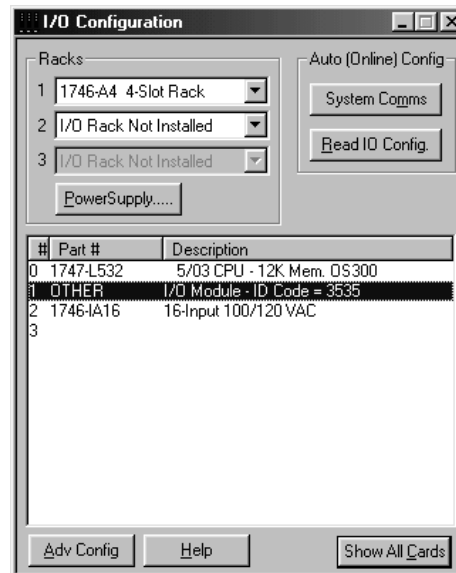 I/O Configuration
Racks
Auto (Online) Config
1 1746-A4 4-Slot Rack
System Comms
2 I/O Rack Not Installed
Read IO Config.
3 I/O Rack Not Installed
PowerSupply.....
# Part # Description
0 1747-L532 5/03 CPU - 12K Mem. OS300
1 OTHER I/O Module - ID Code = 3535
2 1746-IA16 16-Input 100/120 VAC
3
Adv Config Help Show All Cards